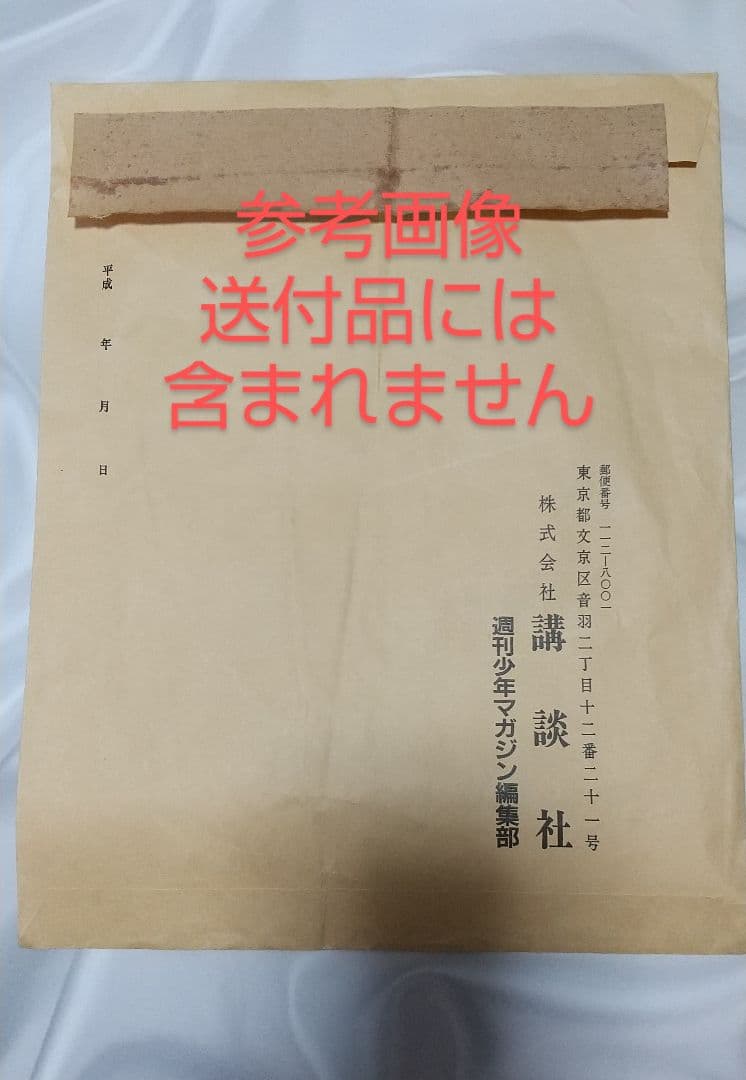 参考画像
送付品には
含まれません
郵便番号 一一二-八〇〇一
東京都文京区音羽二丁目十二番二十一号
株式会社 講談社
週刊少年マガジン編集部
平成 年 月 日